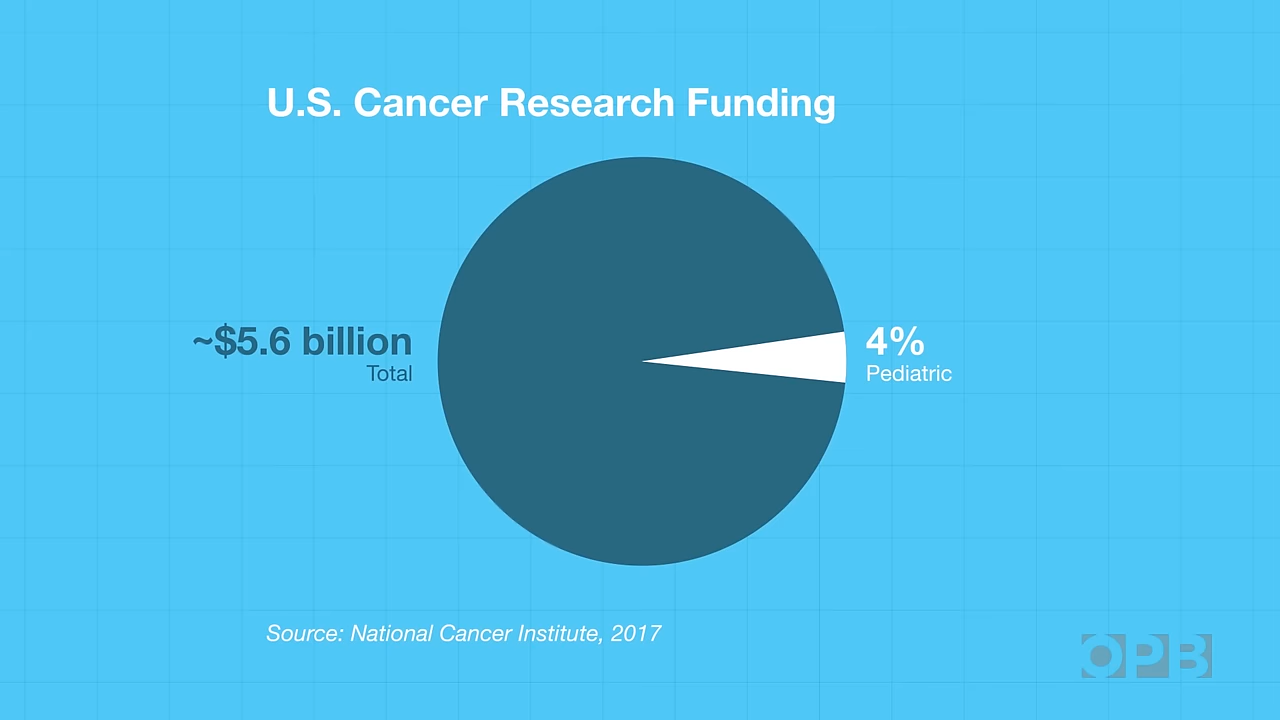 U.S. Cancer Research Funding
~$5.6 billion
Total
4%
Pediatric
Source: National Cancer Institute, 2017
OPB